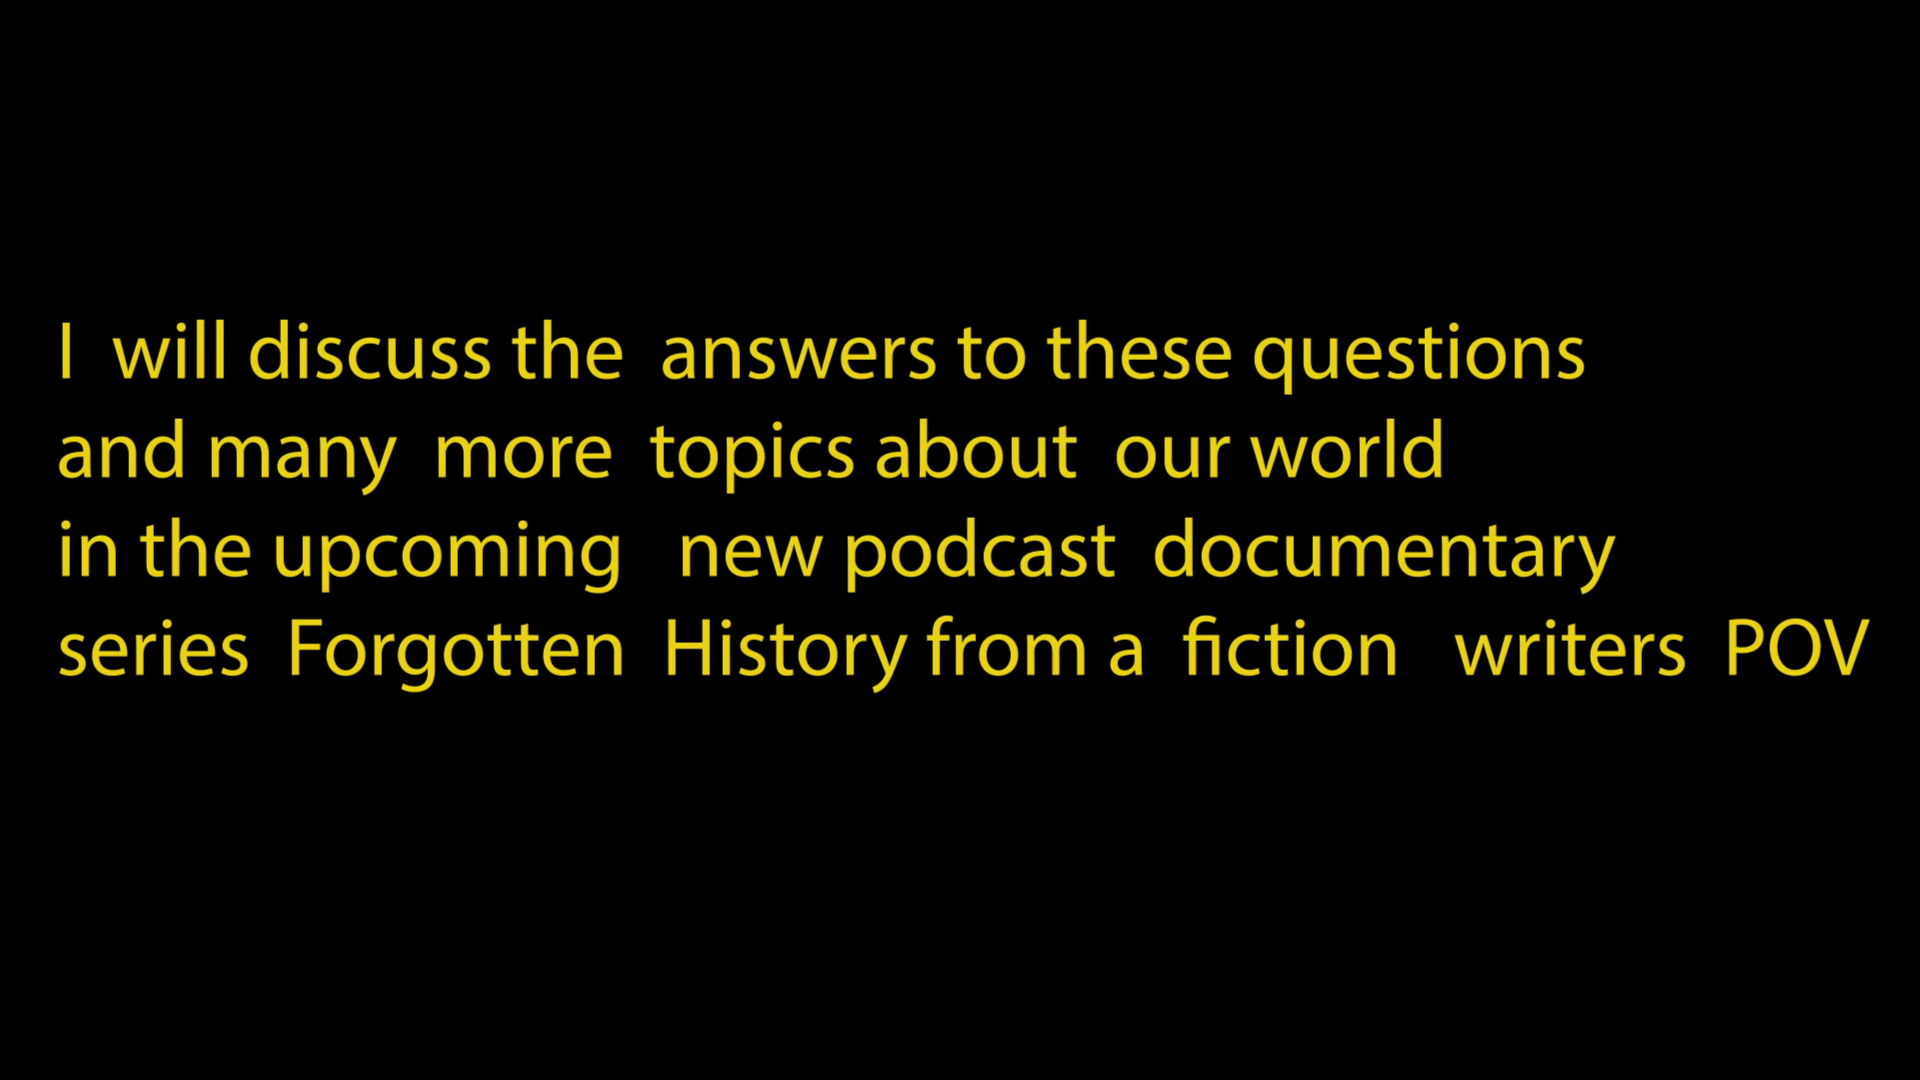 I will discuss the answers to these questions
and many more topics about our world
in the upcoming new podcast documentary
series Forgotten History from a fiction writers POV